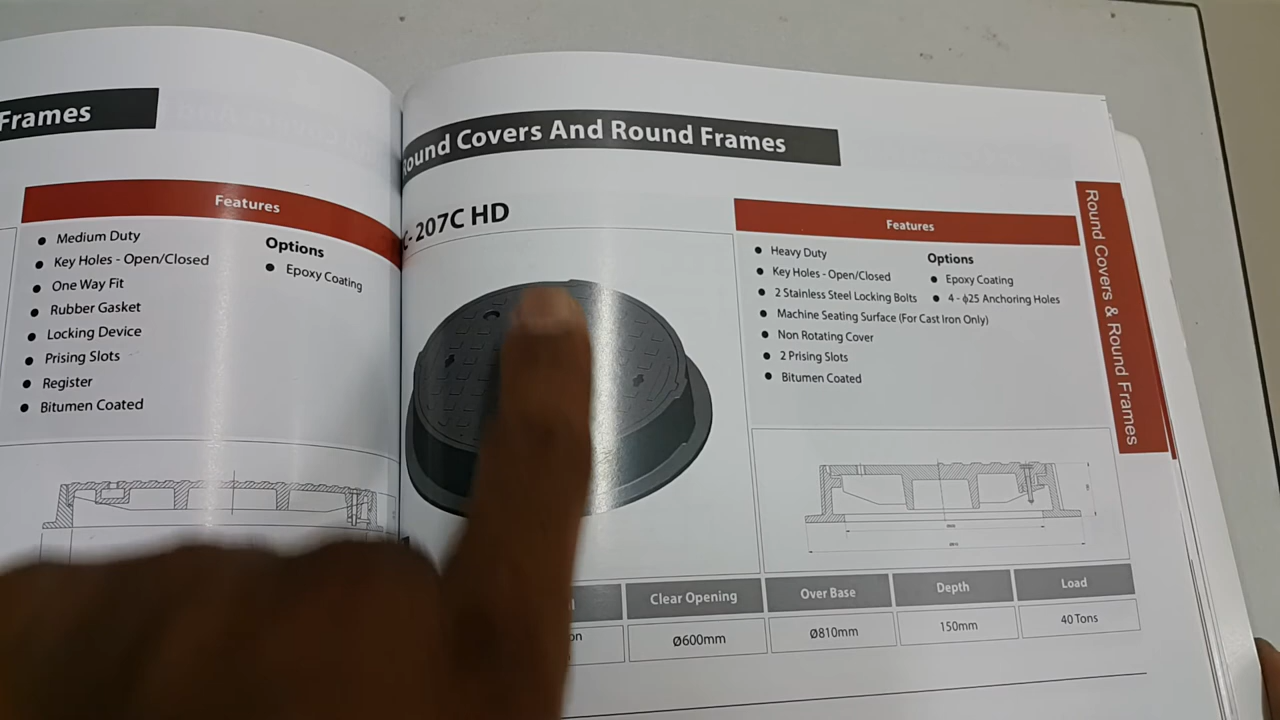 Frames
Features
Medium Duty
Key Holes - Open/Closed
One Way Fit
Rubber Gasket
Locking Device
Prising Slots
Register
Bitumen Coated
Options
Epoxy Coating
Round Covers And Round Frames
- 207C HD
Features
Heavy Duty
Key Holes - Open/Closed
2 Stainless Steel Locking Bolts
Machine Seating Surface (For Cast Iron Only)
Non Rotating Cover
2 Prising Slots
Bitumen Coated
Options
Epoxy Coating
4 - ϕ25 Anchoring Holes
Clear Opening Over Base Depth Load
Ø600mm Ø810mm 150mm 40 Tons
Round Covers & Round Frames